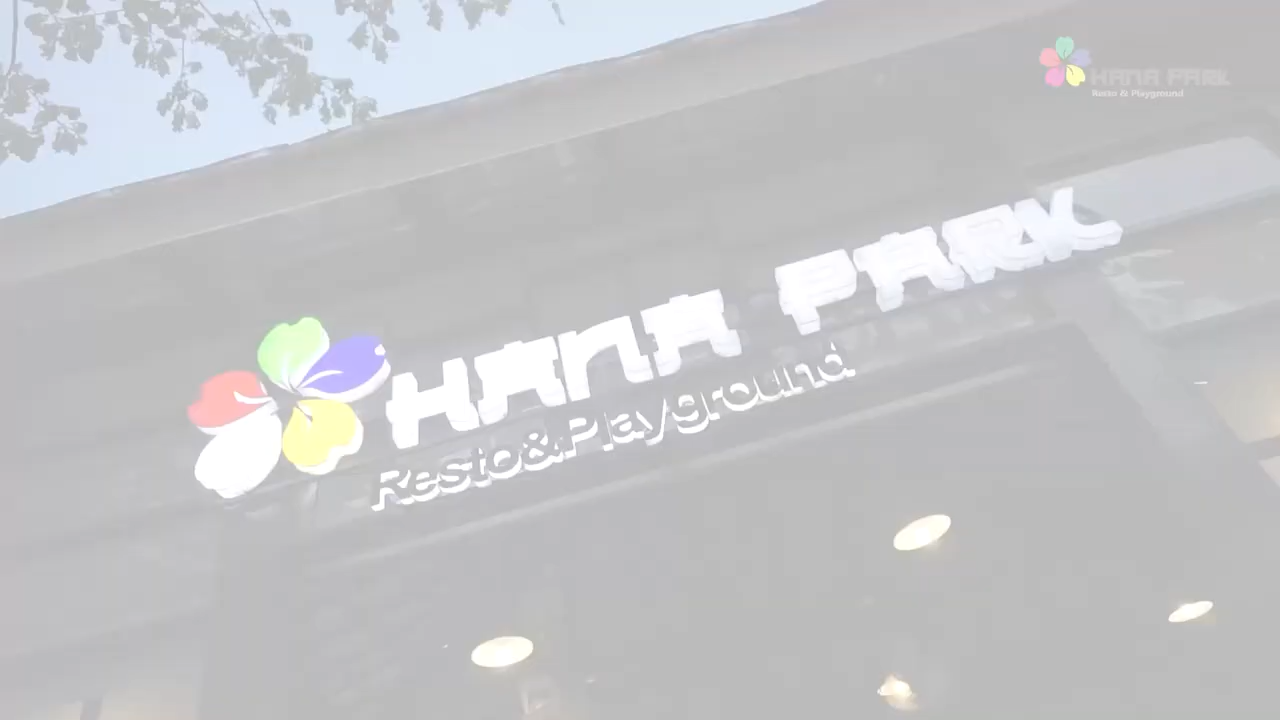 HANA PARK
Resto & Playground
HANA PARK
Resto&Playground